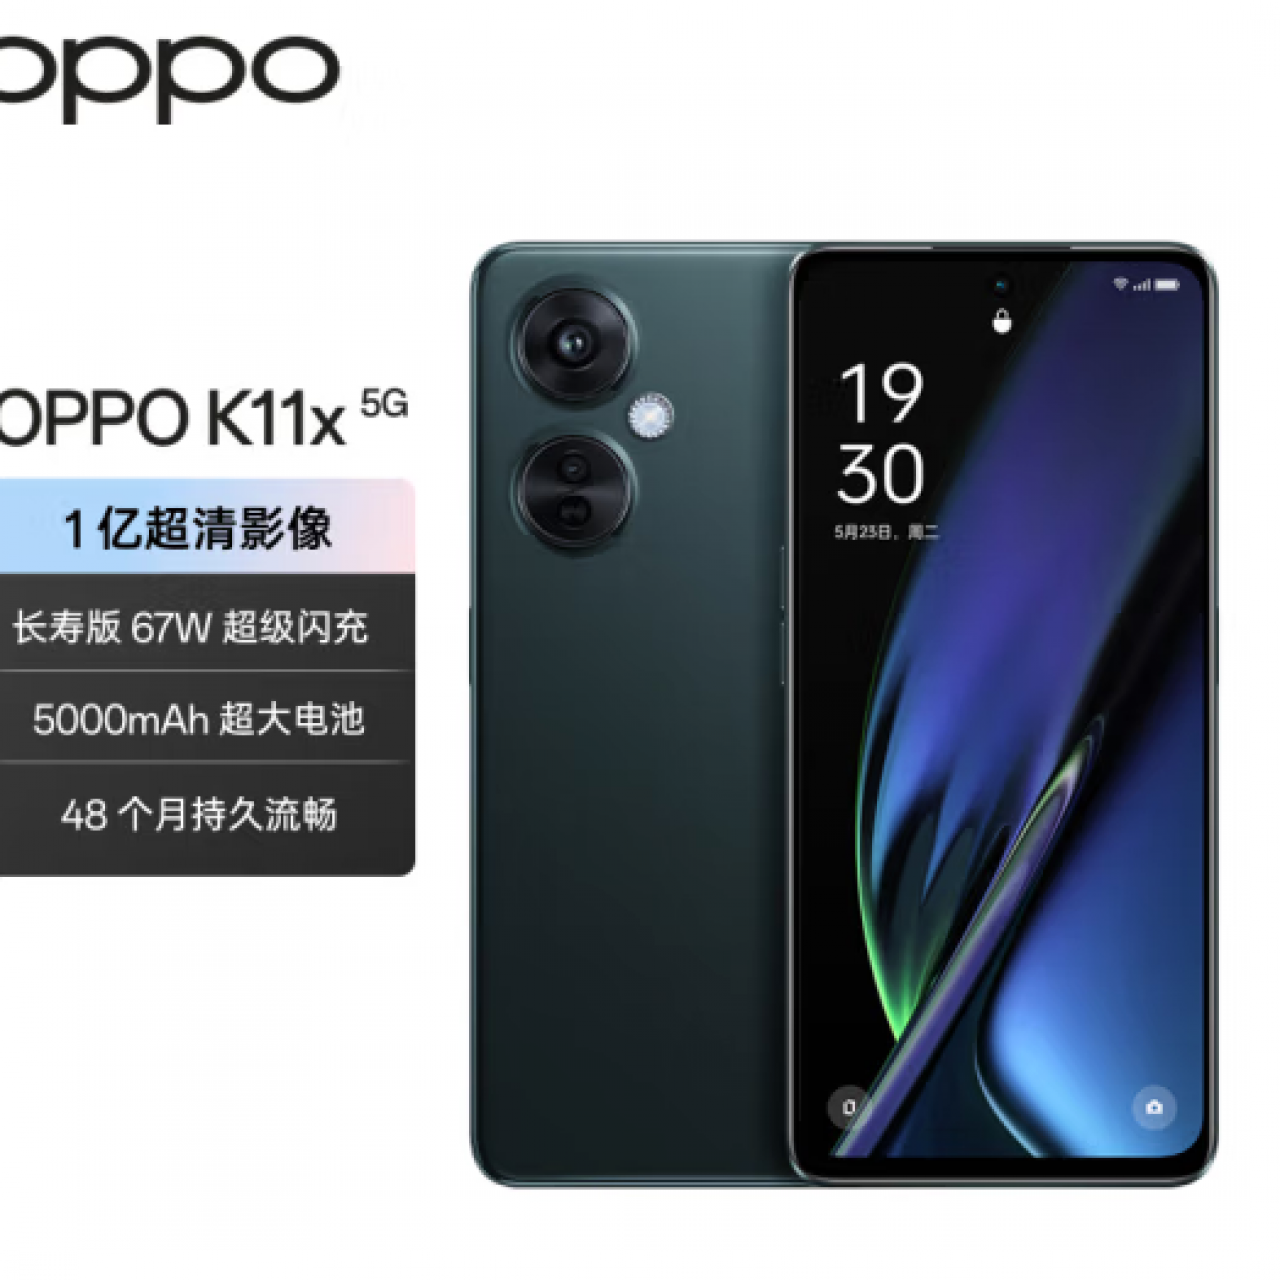 oppo
OPPO K11x 5G
1 亿超清影像
长寿版 67W 超级闪充
5000mAh 超大电池
48 个月持久流畅
19
30
5月23日，周二